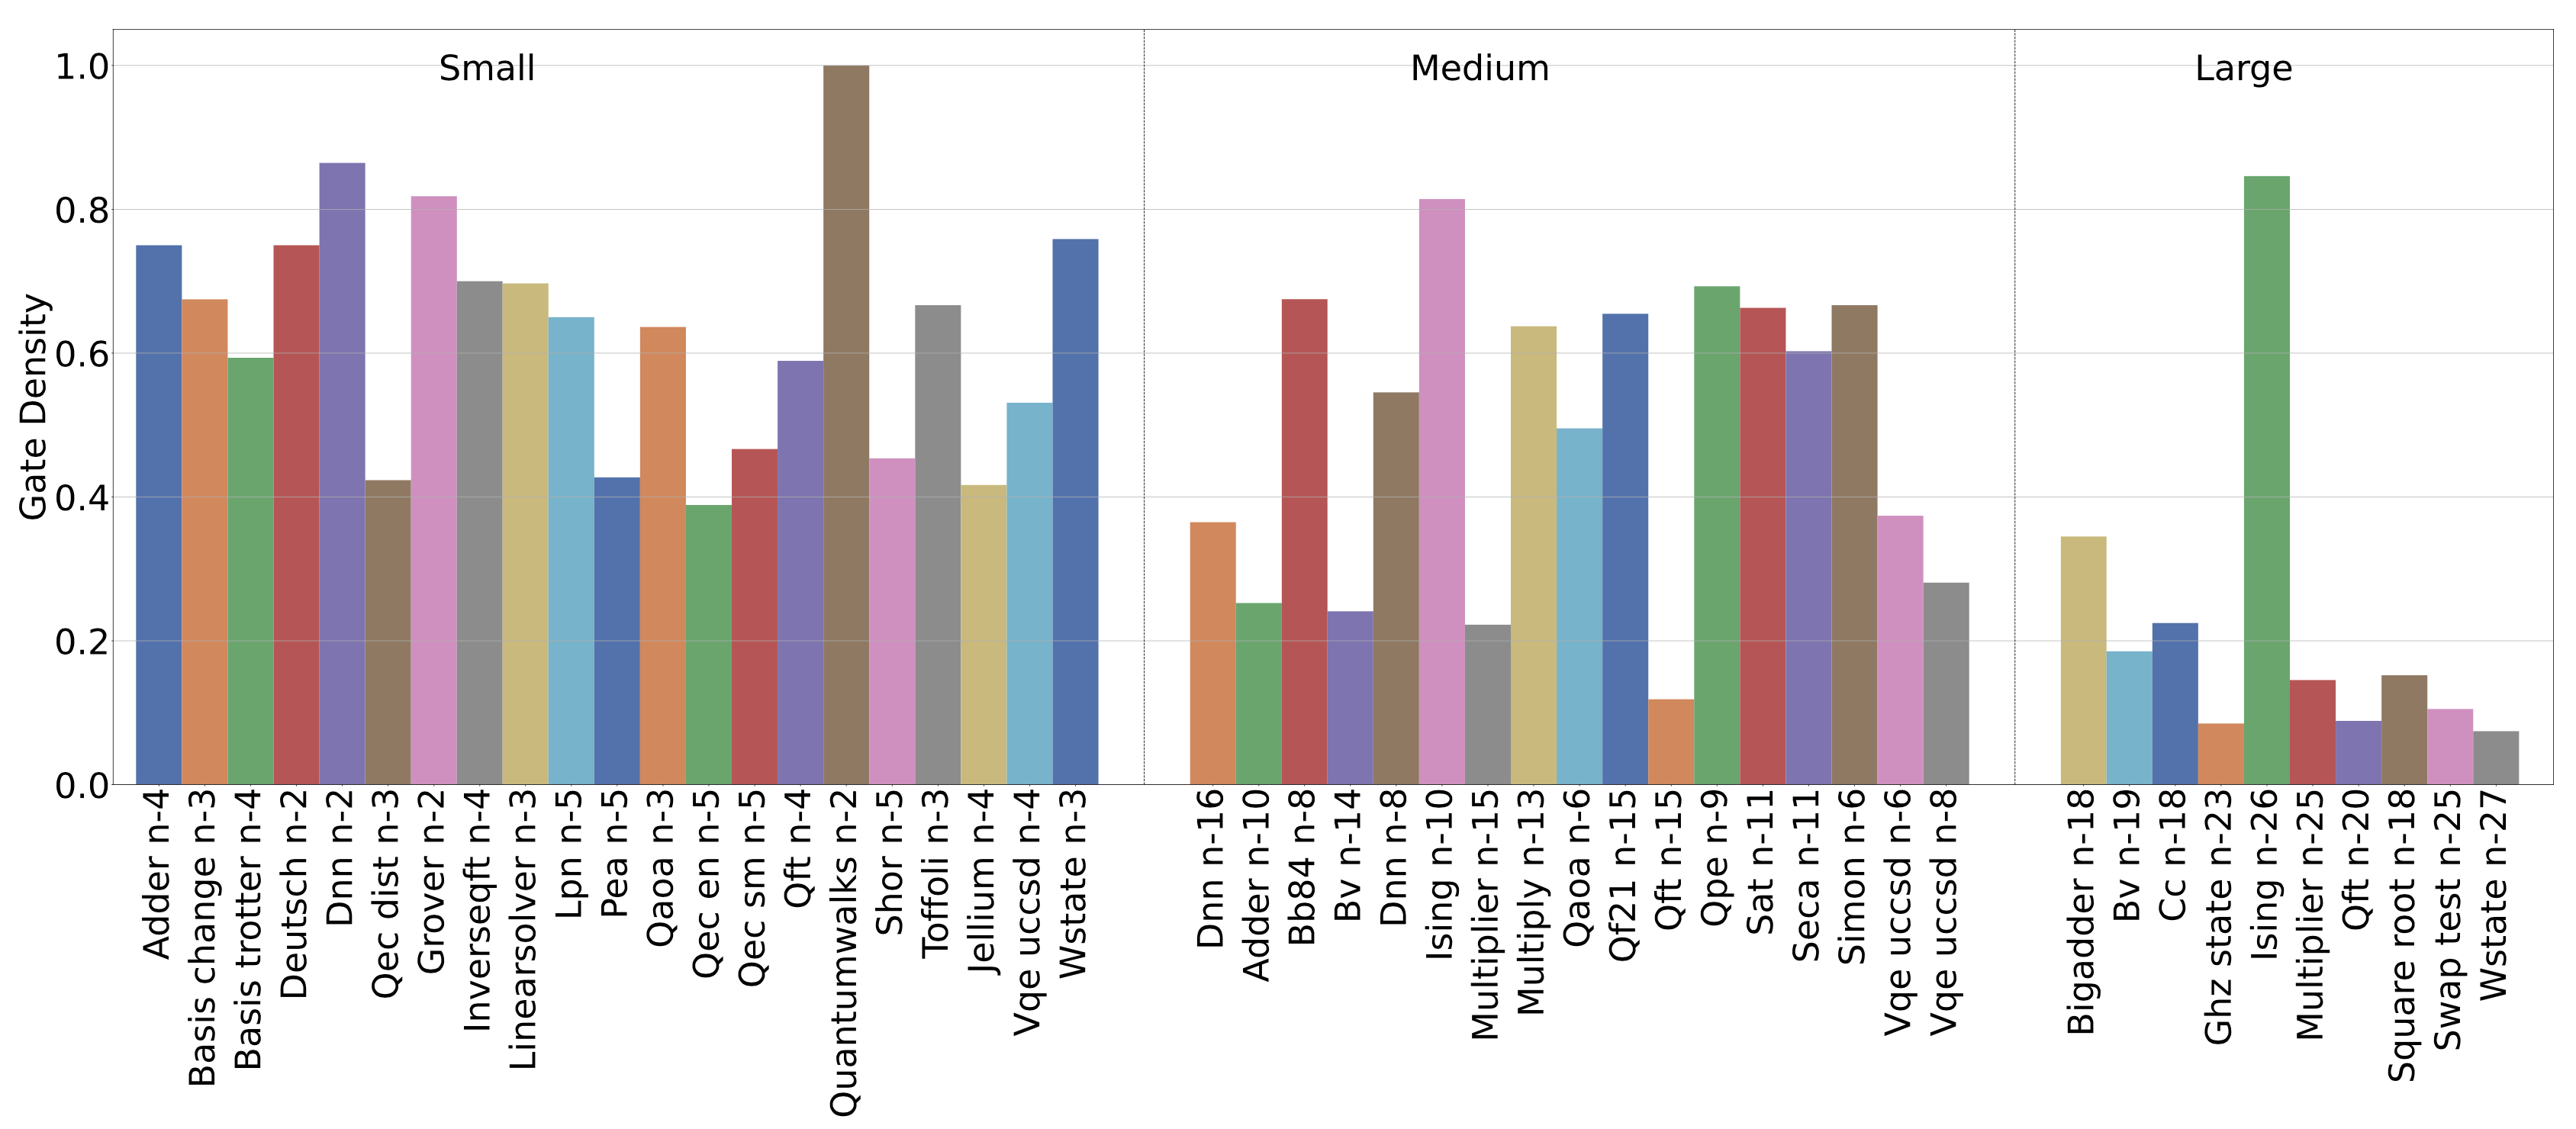 Small
Medium
Large
Gate Density
1.0
0.8
0.6
0.4
0.2
0.0
Adder n-4
Basis change n-3
Basis trotter n-4
Deutsch n-2
Dnn n-2
Qec dist n-3
Grover n-2
Inverseqft n-4
Linearsolver n-3
Lpn n-5
Pea n-5
Qaoa n-3
Qec en n-5
Qec sm n-5
Qft n-4
Quantumwalks n-2
Shor n-5
Toffoli n-3
Jellium n-4
Vqe uccsd n-4
Wstate n-3
Dnn n-16
Adder n-10
Bb84 n-8
Bv n-14
Dnn n-8
Ising n-10
Multiplier n-15
Multiply n-13
Qaoa n-6
Qf21 n-15
Qft n-15
Qpe n-9
Sat n-11
Seca n-11
Simon n-6
Vqe uccsd n-6
Vqe uccsd n-8
Bigadder n-18
Bv n-19
Cc n-18
Ghz state n-23
Ising n-26
Multiplier n-25
Qft n-20
Square root n-18
Swap test n-25
Wstate n-27